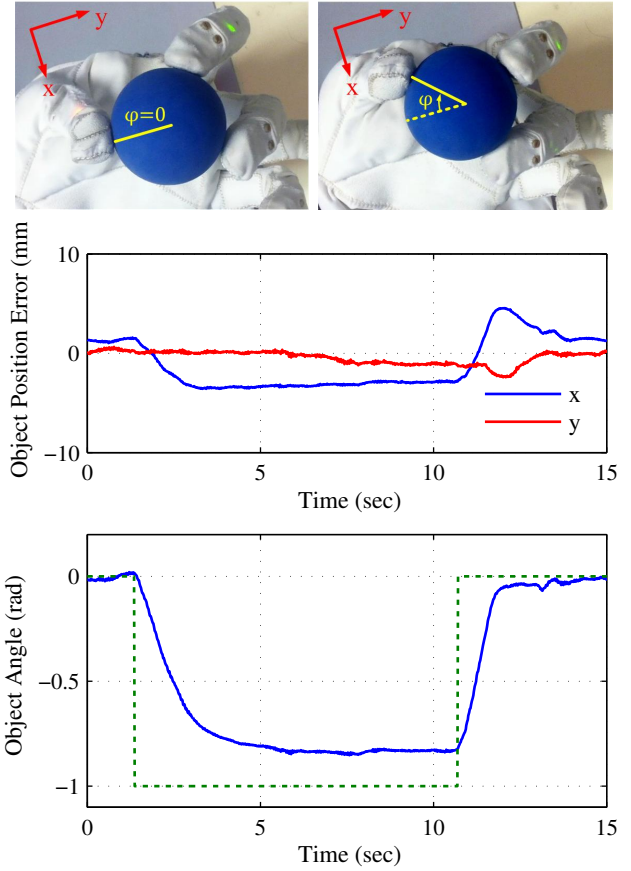 y
x
φ=0
y
x
φ
Object Position Error (mm
10
0
−10
x
y
0
5
10
15
Time (sec)
Object Angle (rad)
0
−0.5
−1
0
5
10
15
Time (sec)